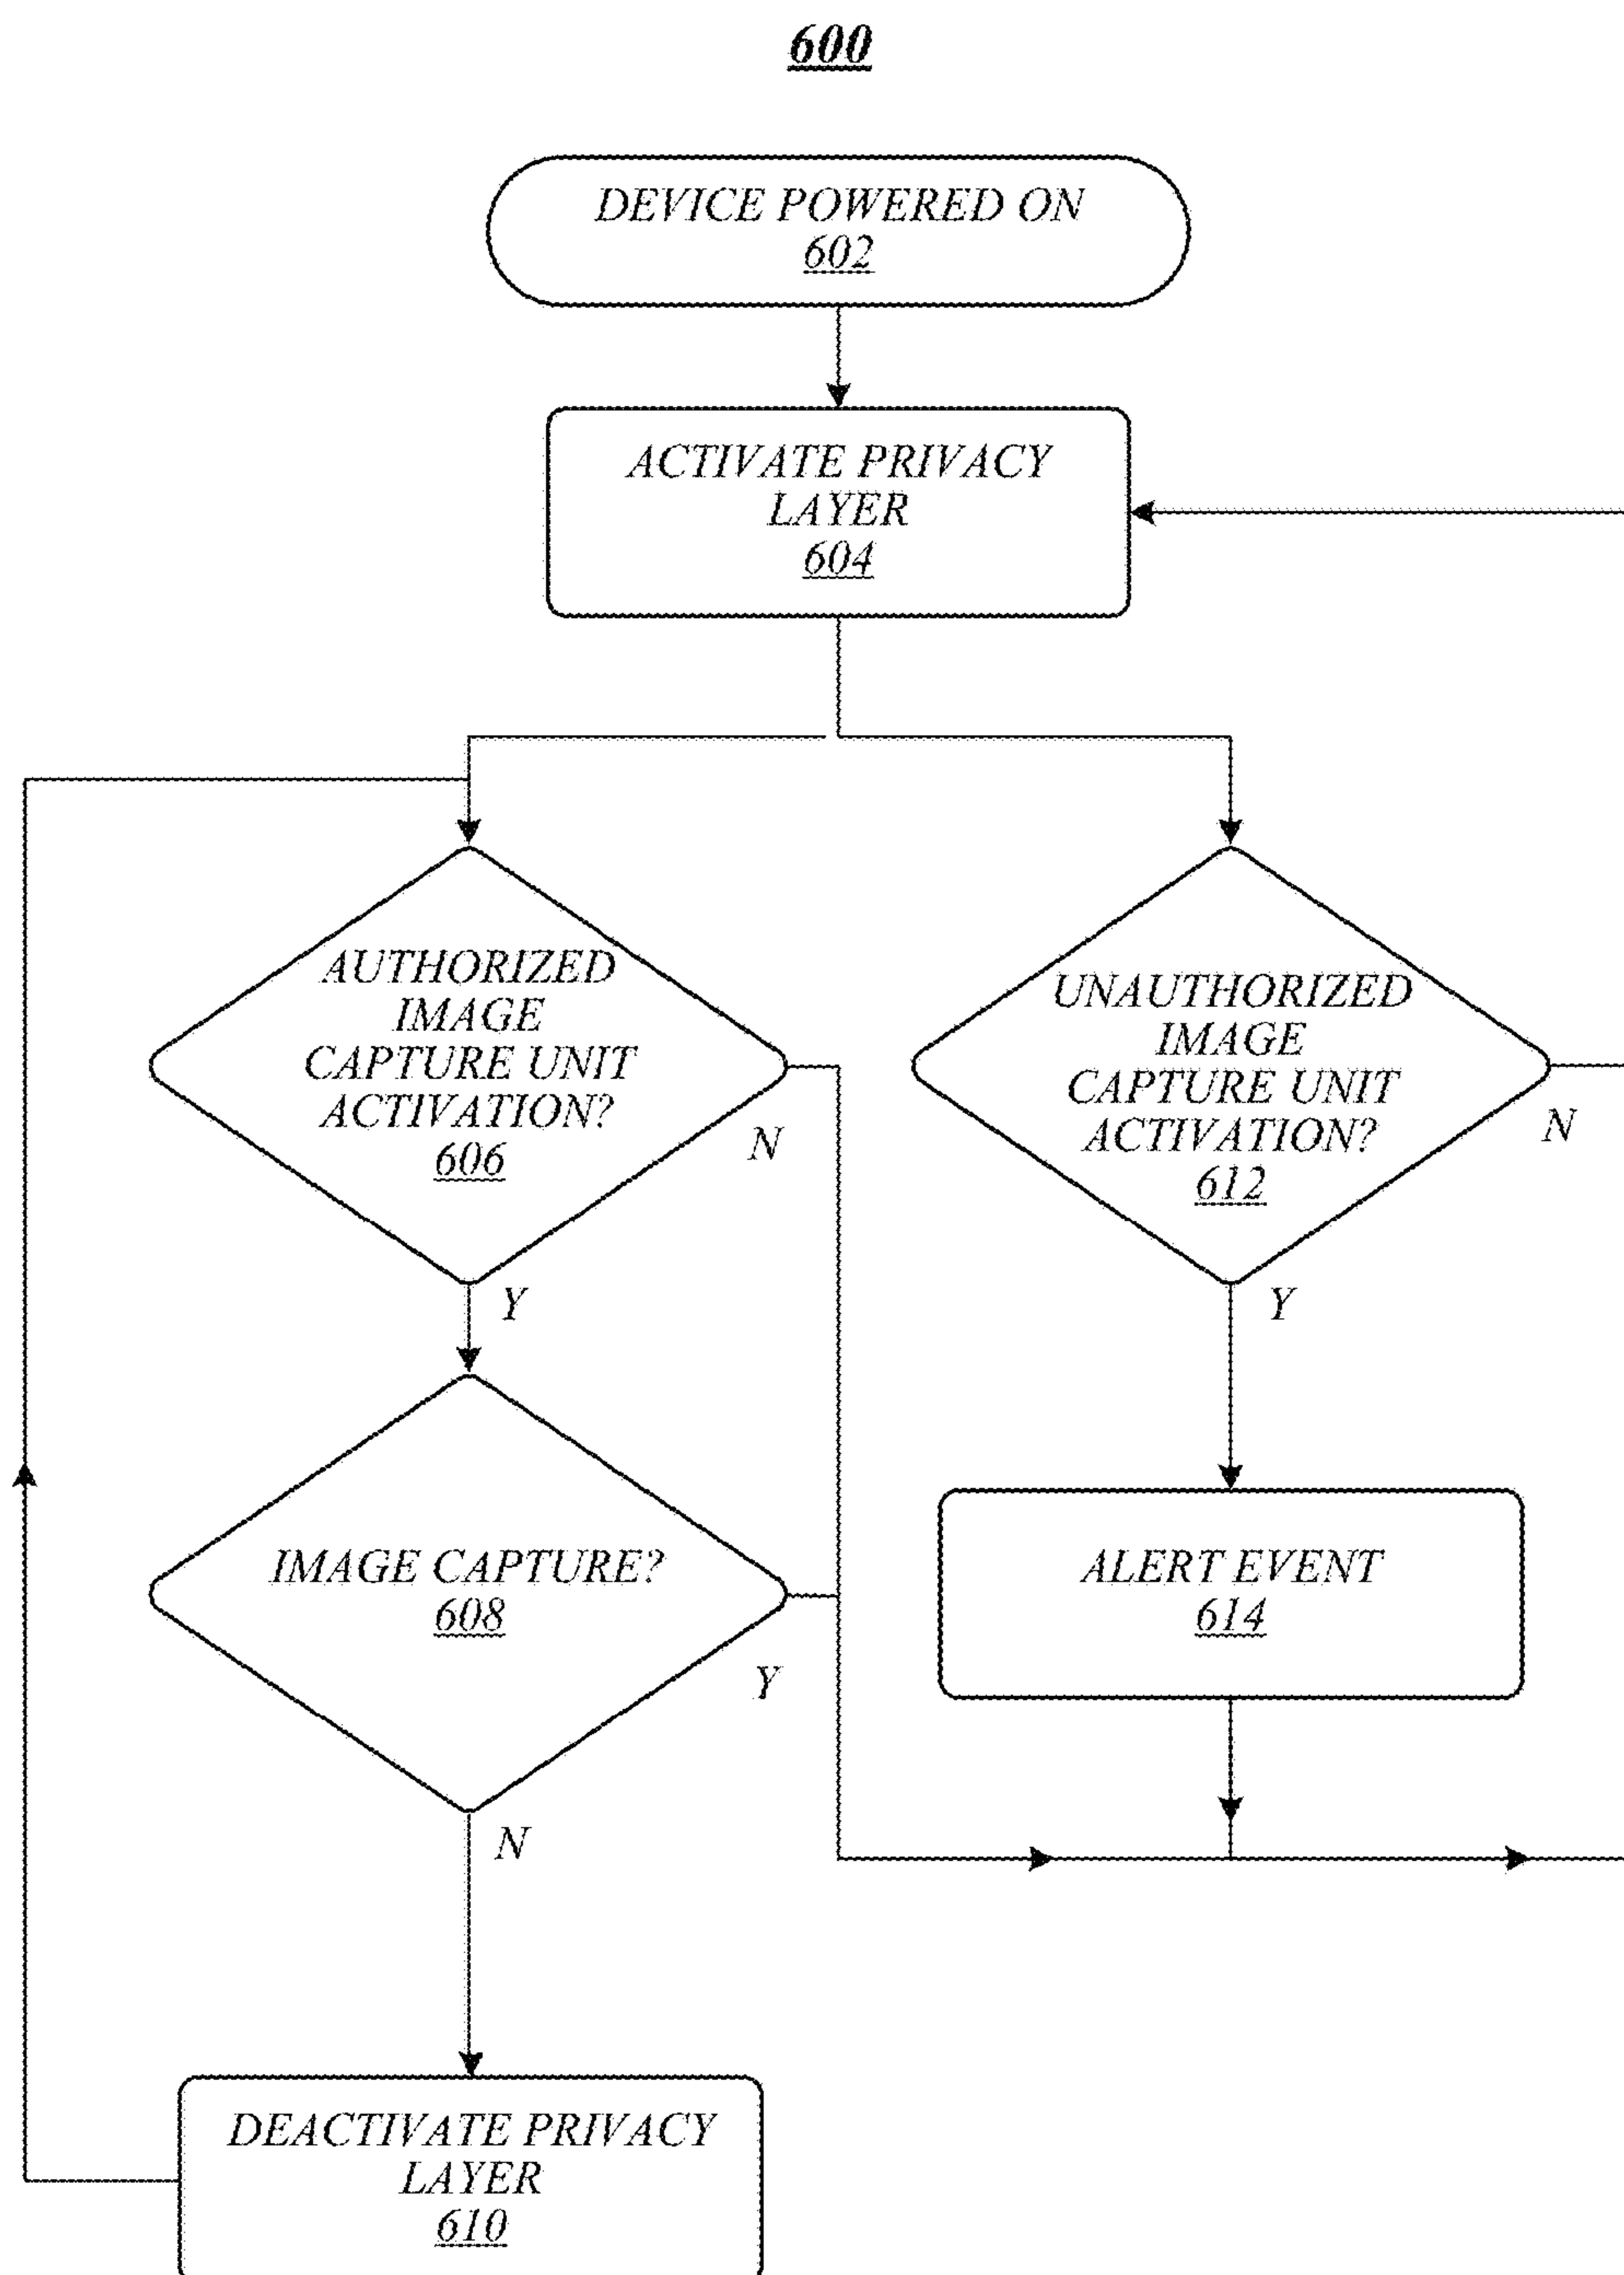 600
DEVICE POWERED ON
602
ACTIVATE PRIVACY
LAYER
604
AUTHORIZED
IMAGE
CAPTURE UNIT
ACTIVATION?
606
N
Y
UNAUTHORIZED
IMAGE
CAPTURE UNIT
ACTIVATION?
612
N
Y
IMAGE CAPTURE?
608
Y
N
ALERT EVENT
614
DEACTIVATE PRIVACY
LAYER
610